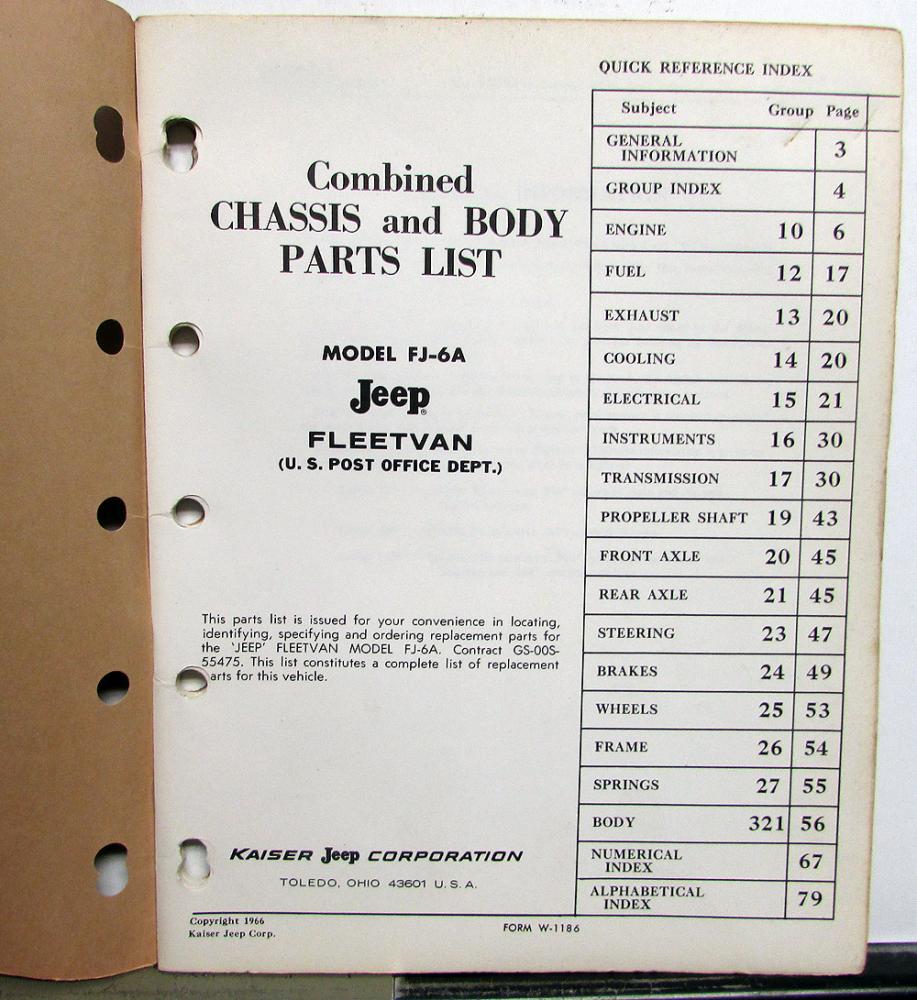 Combined
CHASSIS and BODY
PARTS LIST
MODEL FJ-6A
Jeep®
FLEETVAN
(U. S. POST OFFICE DEPT.)
This parts list is issued for your convenience in locating,
identifying, specifying and ordering replacement parts for
the 'JEEP' FLEETVAN MODEL FJ-6A. Contract GS-00S-
55475. This list constitutes a complete list of replacement
arts for this vehicle.
KAISER Jeep CORPORATION
TOLEDO, OHIO 43601 U. S. A.
Copyright 1966
Kaiser Jeep Corp.
FORM W-1186
QUICK REFERENCE INDEX
Subject Group Page
GENERAL
INFORMATION 3
GROUP INDEX 4
ENGINE 10 6
FUEL 12 17
EXHAUST 13 20
COOLING 14 20
ELECTRICAL 15 21
INSTRUMENTS 16 30
TRANSMISSION 17 30
PROPELLER SHAFT 19 43
FRONT AXLE 20 45
REAR AXLE 21 45
STEERING 23 47
BRAKES 24 49
WHEELS 25 53
FRAME 26 54
SPRINGS 27 55
BODY 321 56
NUMERICAL
INDEX 67
ALPHABETICAL
INDEX 79